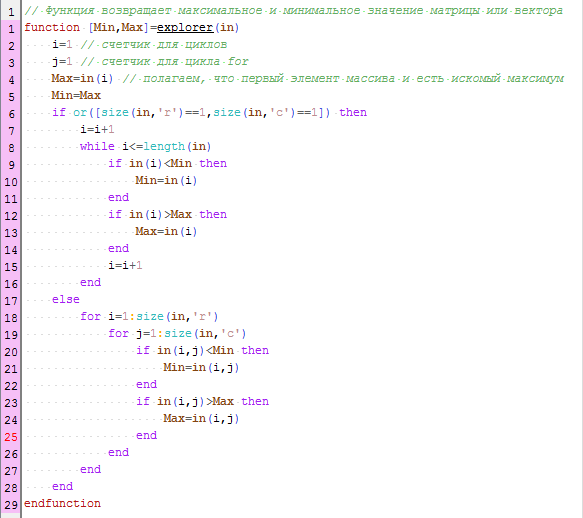 1 // Функция возвращает максимальное и минимальное значение матрицы или вектора
1 function [Min,Max]=explorer(in)
2 i=1 // счетчик для циклов
3 j=1 // счетчик для цикла for
4 Max=in(i) // полагаем, что первый элемент массива и есть искомый максимум
5 Min=Max
6 if or([size(in,'r')==1,size(in,'c')==1]) then
7 i=i+1
8 while i<=length(in)
9 if in(i)<Min then
10 Min=in(i)
11 end
12 if in(i)>Max then
13 Max=in(i)
14 end
15 i=i+1
16 end
17 else
18 for i=1:size(in,'r')
19 for j=1:size(in,'c')
20 if in(i,j)<Min then
21 Min=in(i,j)
22 end
23 if in(i,j)>Max then
24 Max=in(i,j)
25 end
26 end
27 end
28 end
29 endfunction